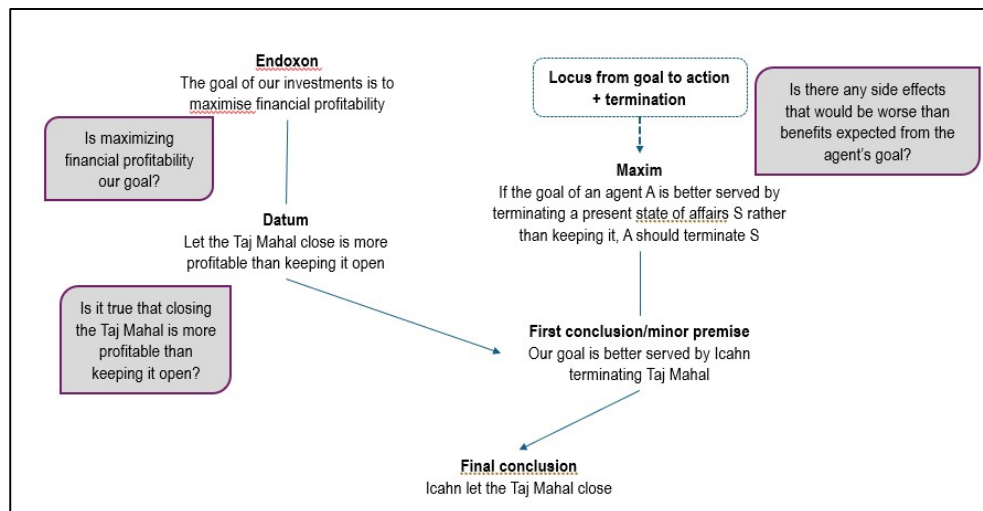 Endoxon
The goal of our investments is to
maximise financial profitability
Is maximizing
financial profitability
our goal?
Datum
Let the Taj Mahal close is more
profitable than keeping it open
Is it true that closing
the Taj Mahal is more
profitable than
keeping it open?
Locus from goal to action
+ termination
Is there any side effects
that would be worse than
benefits expected from the
agent’s goal?
Maxim
If the goal of an agent A is better served by
terminating a present state of affairs S rather
than keeping it, A should terminate S
First conclusion/minor premise
Our goal is better served by Icahn
terminating Taj Mahal
Final conclusion
Icahn let the Taj Mahal close